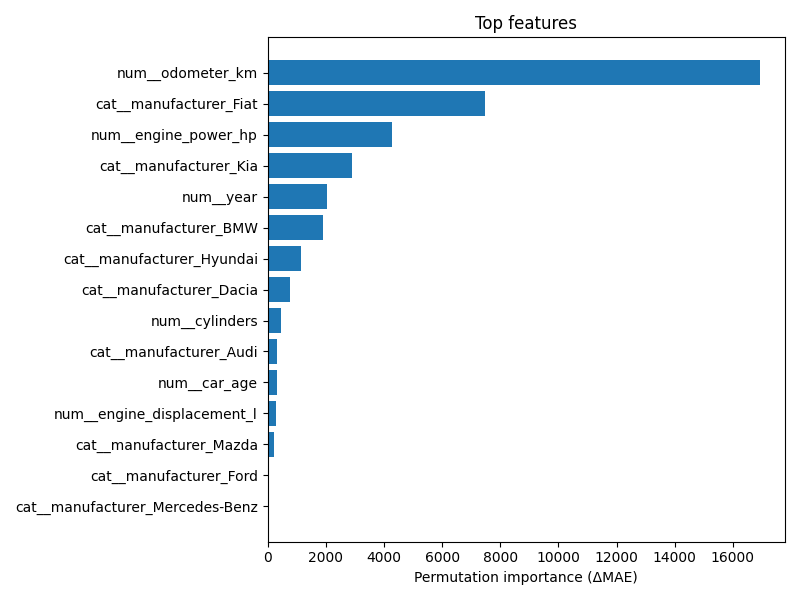 Top features
num__odometer_km
cat__manufacturer_Fiat
num__engine_power_hp
cat__manufacturer_Kia
num__year
cat__manufacturer_BMW
cat__manufacturer_Hyundai
cat__manufacturer_Dacia
num__cylinders
cat__manufacturer_Audi
num__car_age
num__engine_displacement_l
cat__manufacturer_Mazda
cat__manufacturer_Ford
cat__manufacturer_Mercedes-Benz
0 2000 4000 6000 8000 10000 12000 14000 16000
Permutation importance (ΔMAE)